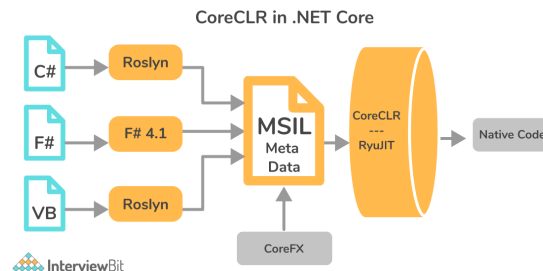 CoreCLR in .NET Core
C#
Roslyn
F#
F# 4.1
VB
Roslyn
MSIL
Meta
Data
CoreCLR
---
RyuJIT
Native Code
CoreFX
InterviewBit